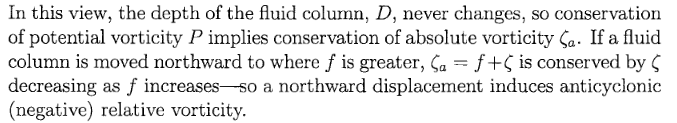 In this view, the depth of the fluid column, D, never changes, so conservation
of potential vorticity P implies conservation of absolute vorticity ζₐ. If a fluid
column is moved northward to where f is greater, ζₐ = f+ζ is conserved by ζ
decreasing as f increases—so a northward displacement induces anticyclonic
(negative) relative vorticity.